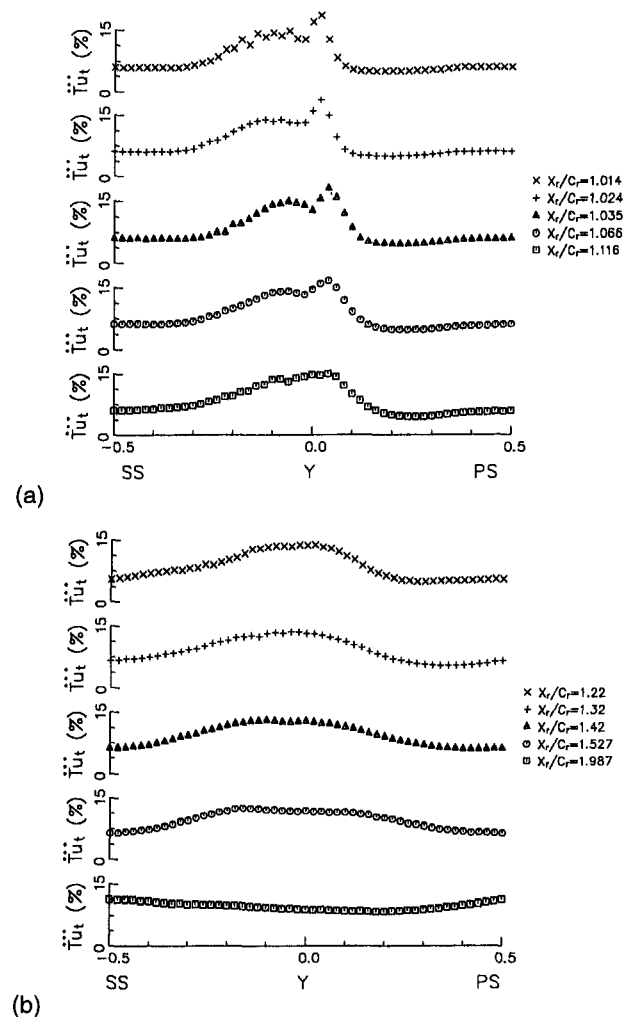 15
T̈u_t (%)
0
15
T̈u_t (%)
0
15
T̈u_t (%)
0
15
T̈u_t (%)
0
15
T̈u_t (%)
0
× X_r/C_r=1.014
+ X_r/C_r=1.024
▲ X_r/C_r=1.035
X_r/C_r=1.066
X_r/C_r=1.116
-0.5 0.0 0.5
SS Y PS
(a)
15
T̈u_t (%)
0
15
T̈u_t (%)
0
15
T̈u_t (%)
0
15
T̈u_t (%)
0
15
T̈u_t (%)
0
× X_r/C_r=1.22
+ X_r/C_r=1.32
▲ X_r/C_r=1.42
X_r/C_r=1.527
X_r/C_r=1.987
-0.5 0.0 0.5
SS Y PS
(b)